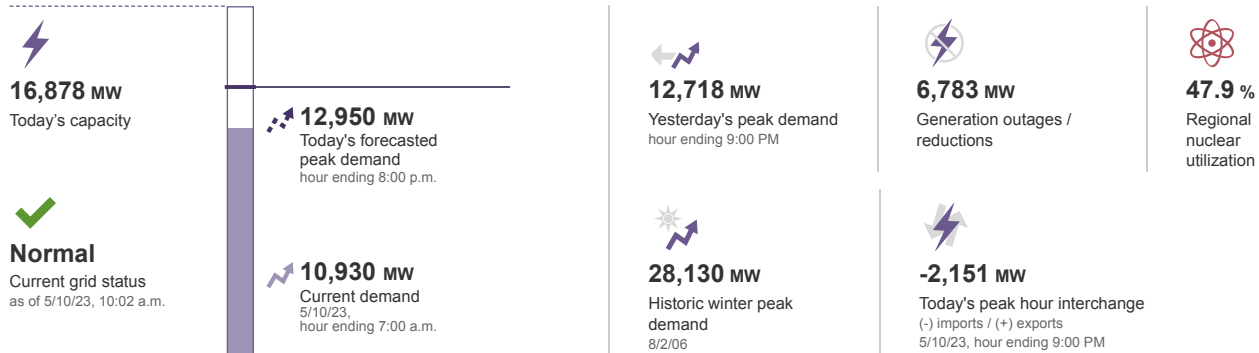 16,878 MW
Today's capacity
Normal
Current grid status
as of 5/10/23, 10:02 a.m.
12,950 MW
Today's forecasted
peak demand
hour ending 8:00 p.m.
10,930 MW
Current demand
5/10/23,
hour ending 7:00 a.m.
12,718 MW
Yesterday's peak demand
hour ending 9:00 PM
6,783 MW
Generation outages /
reductions
47.9 %
Regional
nuclear
utilization
28,130 MW
Historic winter peak
demand
8/2/06
-2,151 MW
Today's peak hour interchange
(-) imports / (+) exports
5/10/23, hour ending 9:00 PM